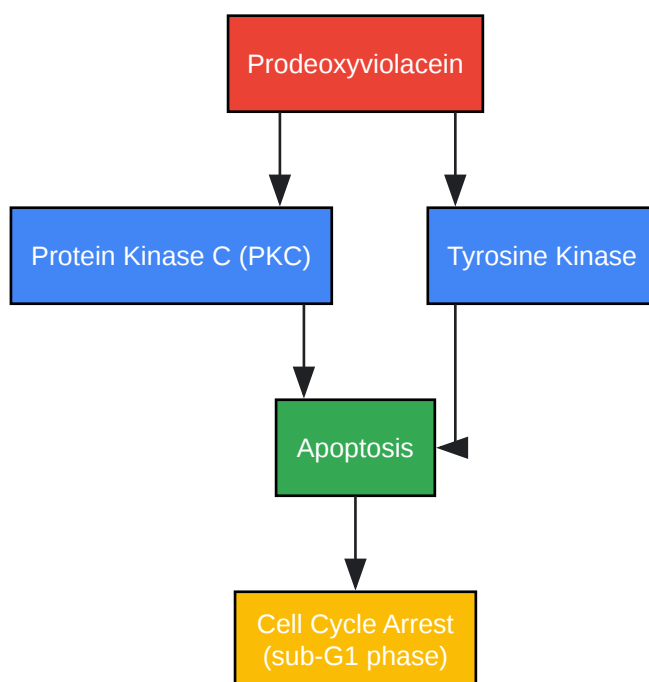 Prodeoxyviolacein
Protein Kinase C (PKC)
Tyrosine Kinase
Apoptosis
Cell Cycle Arrest
(sub-G1 phase)